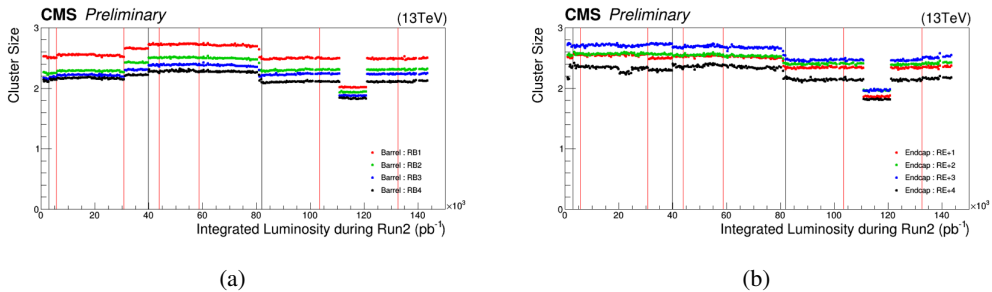 CMS Preliminary (13TeV)
Cluster Size
3
2
1
0
Barrel : RB1
Barrel : RB2
Barrel : RB3
Barrel : RB4
0 20 40 60 80 100 120 140
×10³
Integrated Luminosity during Run2 (pb⁻¹)
(a)
CMS Preliminary (13TeV)
Cluster Size
3
2
1
0
Endcap : RE+1
Endcap : RE+2
Endcap : RE+3
Endcap : RE+4
0 20 40 60 80 100 120 140
×10³
Integrated Luminosity during Run2 (pb⁻¹)
(b)